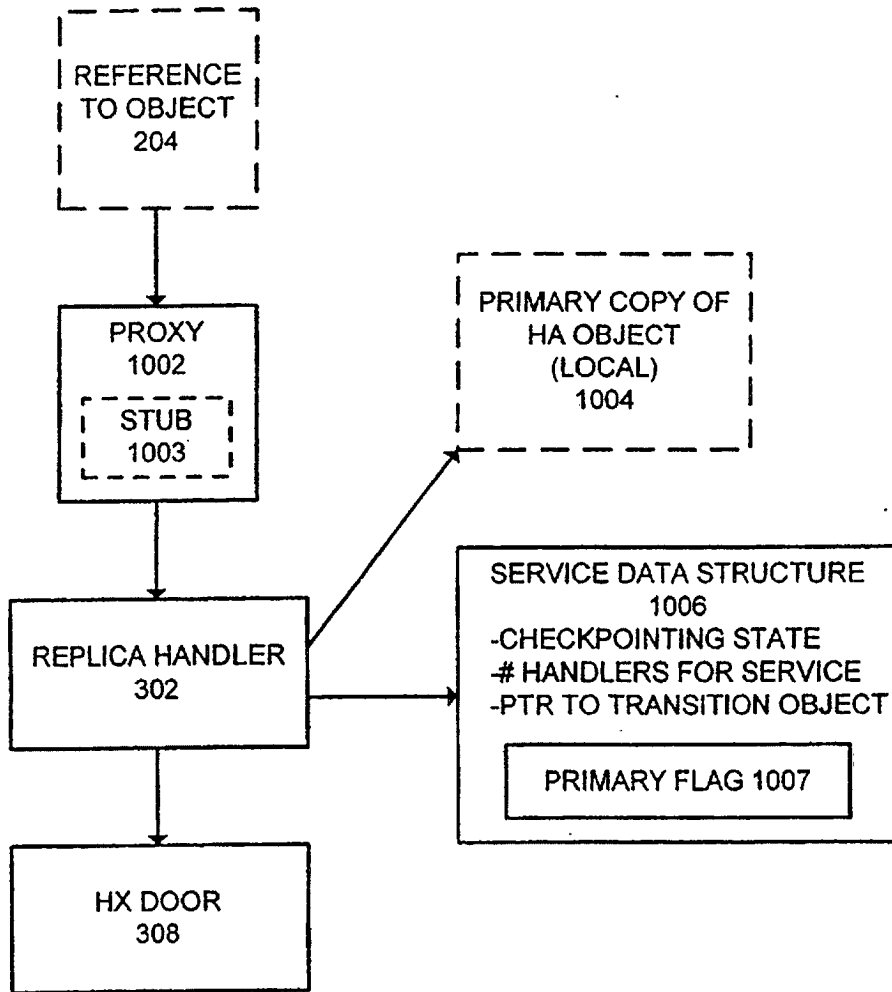 REFERENCE
TO OBJECT
204
PROXY
1002
STUB
1003
PRIMARY COPY OF
HA OBJECT
(LOCAL)
1004
REPLICA HANDLER
302
SERVICE DATA STRUCTURE
1006
-CHECKPOINTING STATE
-# HANDLERS FOR SERVICE
-PTR TO TRANSITION OBJECT
PRIMARY FLAG 1007
HX DOOR
308